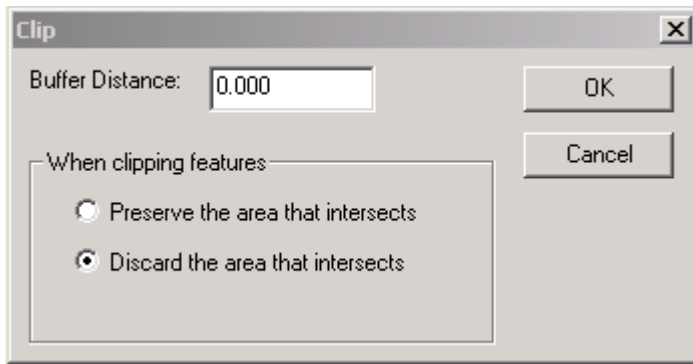 Clip
Buffer Distance: 0.000
OK
Cancel
When clipping features
Preserve the area that intersects
Discard the area that intersects